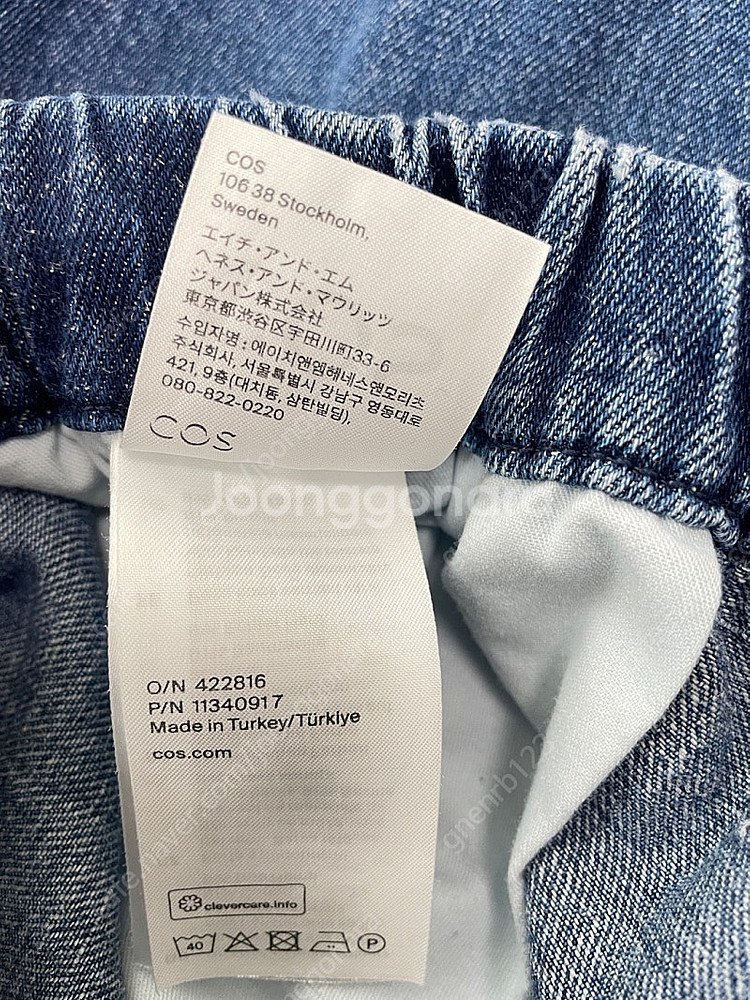 COS
106 38 Stockholm,
Sweden
エイチ・アンド・エム
ヘネス・アンド・マウリッツ
ジャパン株式会社
東京都渋谷区宇田川町33-6
수입자명 : 에이치앤엠헤네스앤모리츠
주식회사, 서울특별시 강남구 영동대로
421, 9층(대치동, 삼탄빌딩),
080-822-0220
COS
Joonggonara
O/N 422816
P/N 11340917
Made in Turkey/Türkiye
cos.com
clevercare.info
40
P